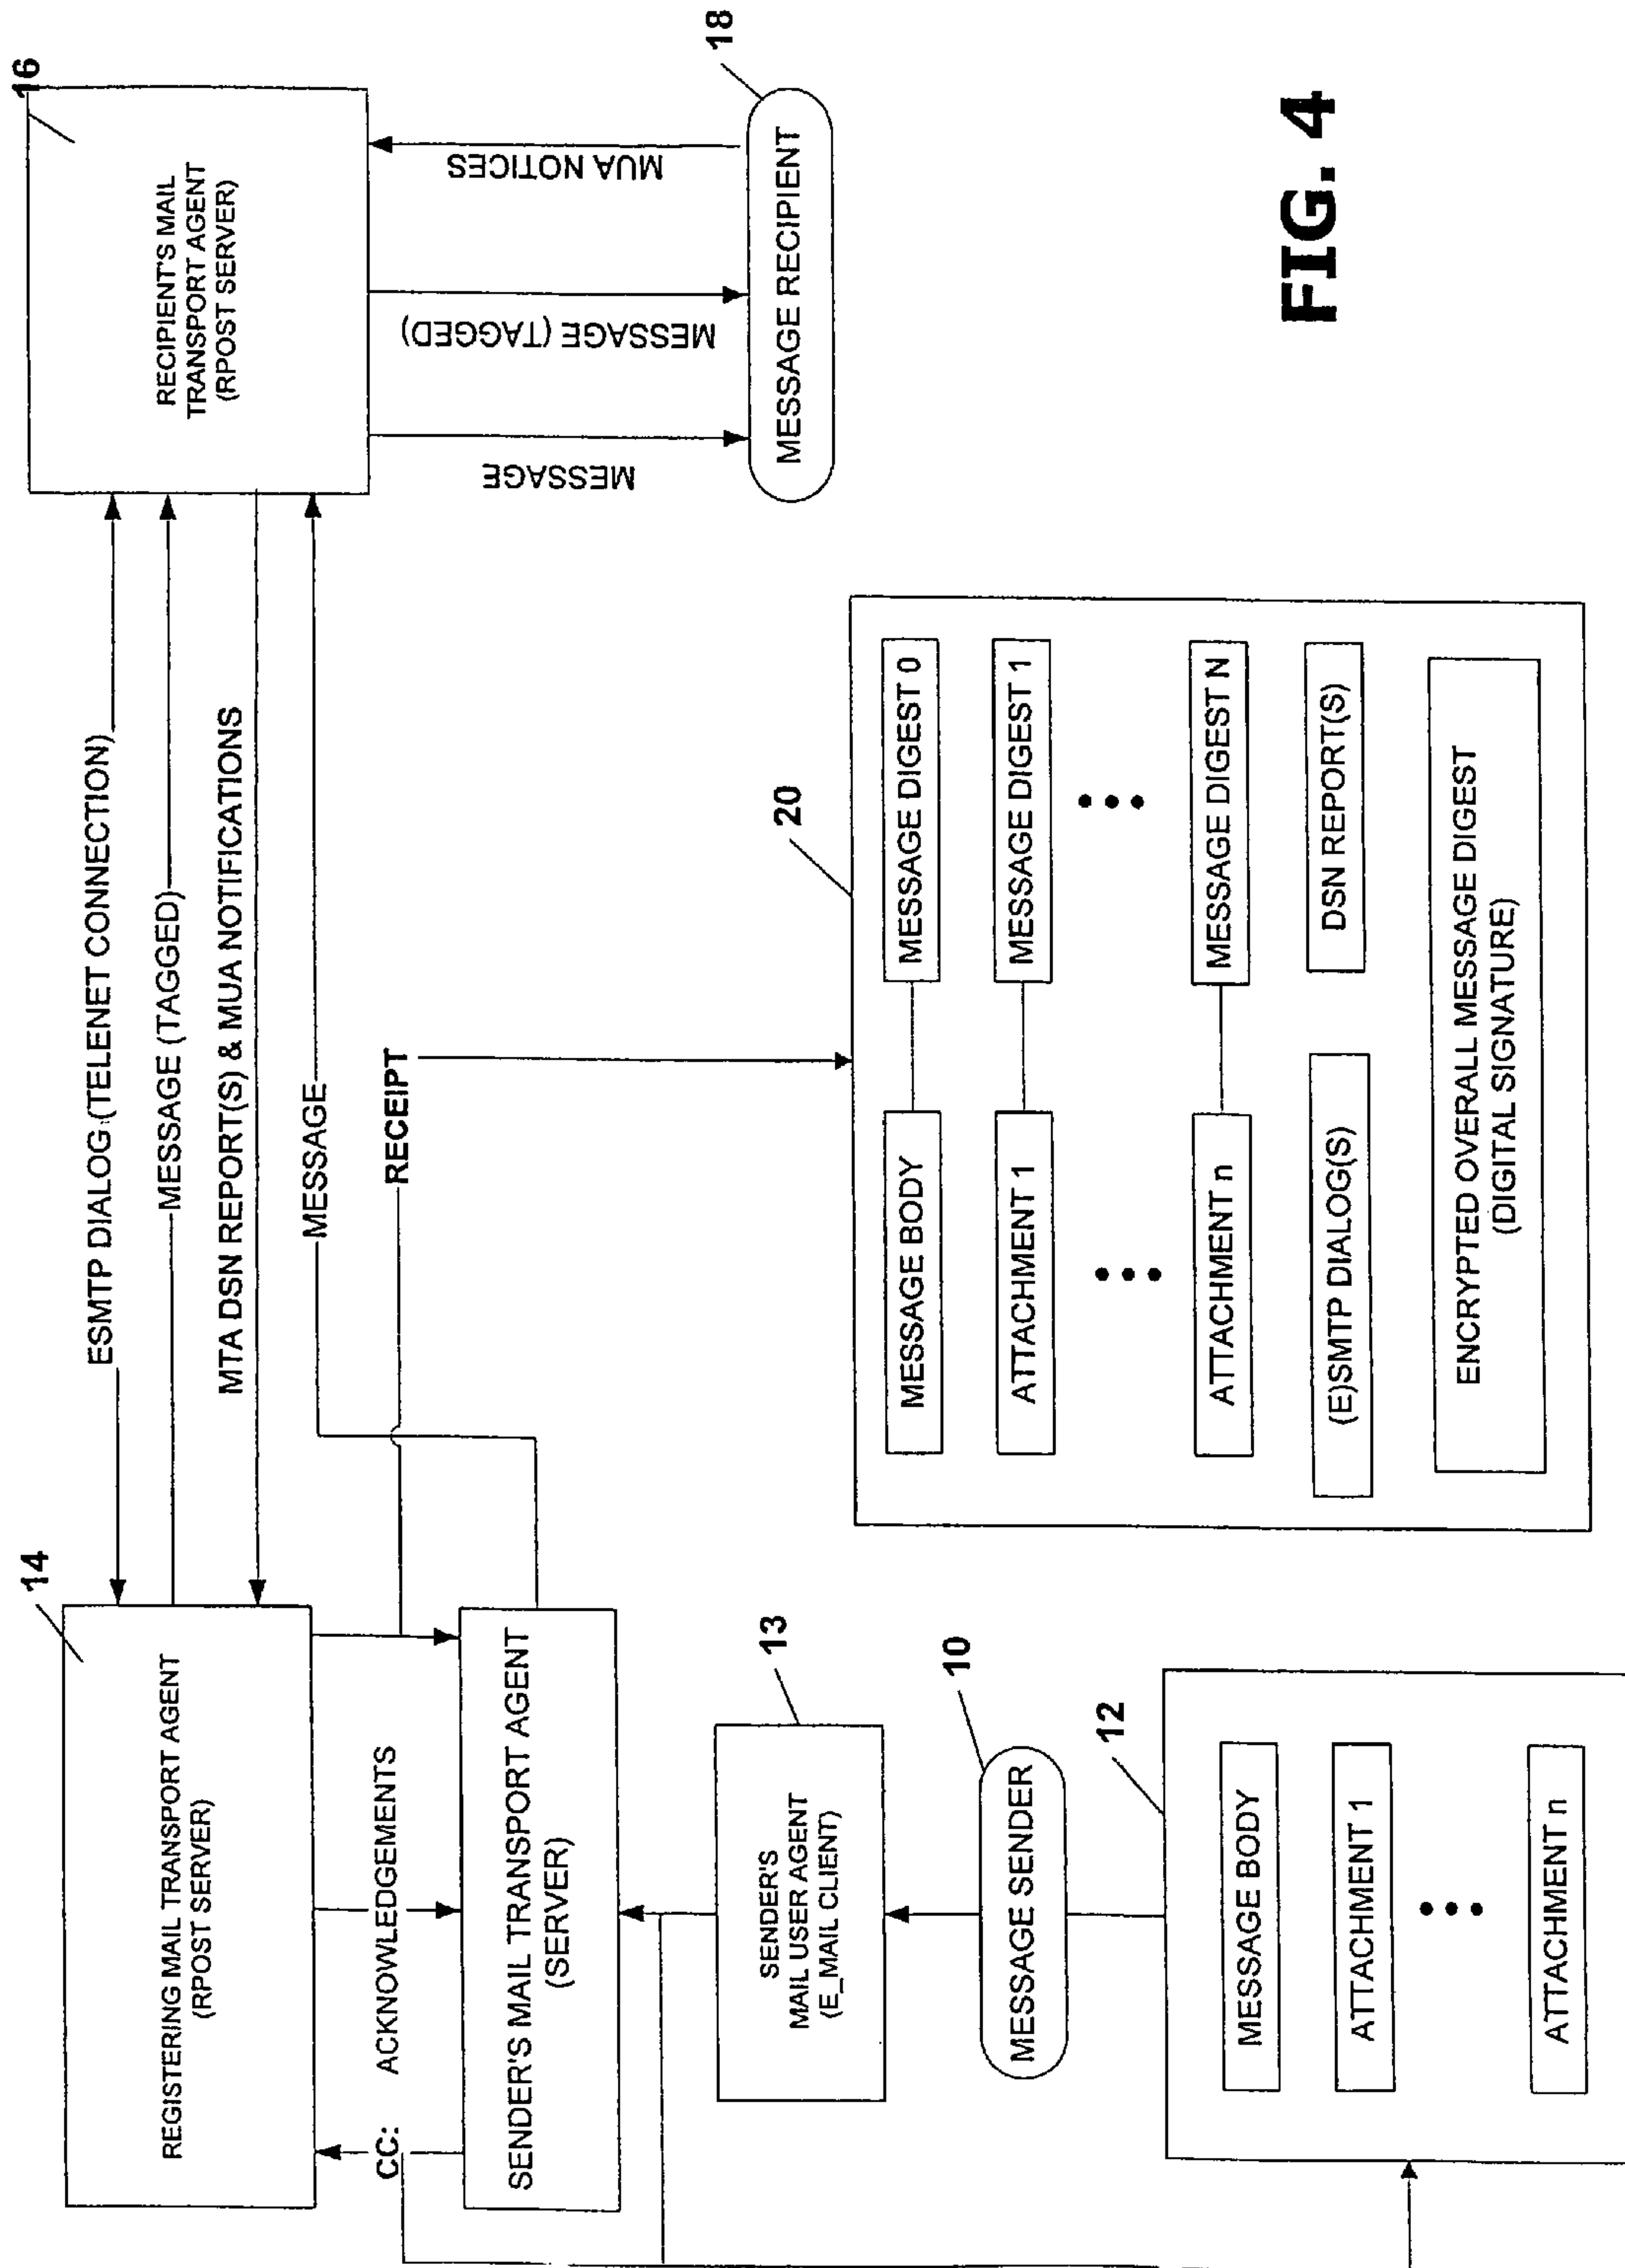 14
REGISTERING MAIL TRANSPORT AGENT
(RPOST SERVER)
ESMTP DIALOG (TELENET CONNECTION)
MESSAGE (TAGGED)
MTA DSN REPORT(S) & MUA NOTIFICATIONS
MESSAGE
RECEIPT
16
RECIPIENT'S MAIL
TRANSPORT AGENT
(RPOST SERVER)
CC:
ACKNOWLEDGEMENTS
SENDER'S MAIL TRANSPORT AGENT
(SERVER)
MESSAGE
MESSAGE (TAGGED)
MUA NOTICES
18
MESSAGE RECIPIENT
13
SENDER'S
MAIL USER AGENT
(E_MAIL CLIENT)
10
MESSAGE SENDER
12
MESSAGE BODY
ATTACHMENT 1
ATTACHMENT n
20
MESSAGE BODY
MESSAGE DIGEST 0
ATTACHMENT 1
MESSAGE DIGEST 1
ATTACHMENT n
MESSAGE DIGEST N
(E)SMTP DIALOG(S)
DSN REPORT(S)
ENCRYPTED OVERALL MESSAGE DIGEST
(DIGITAL SIGNATURE)
FIG. 4